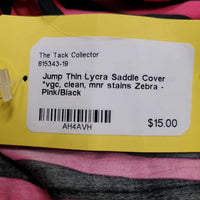 The Tack Collector
815343-19
Jump Thin Lycra Saddle Cover
*vgc, clean, mnr stains Zebra -
Pink/Black
AH4AVH
$15.00